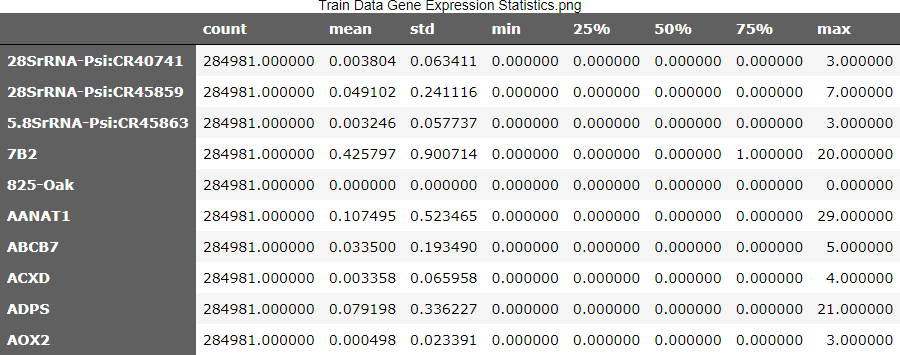 Train Data Gene Expression Statistics.png
count mean std min 25% 50% 75% max
28SrRNA-Psi:CR40741 284981.000000 0.003804 0.063411 0.000000 0.000000 0.000000 0.000000 3.000000
28SrRNA-Psi:CR45859 284981.000000 0.049102 0.241116 0.000000 0.000000 0.000000 0.000000 7.000000
5.8SrRNA-Psi:CR45863 284981.000000 0.003246 0.057737 0.000000 0.000000 0.000000 0.000000 3.000000
7B2 284981.000000 0.425797 0.900714 0.000000 0.000000 0.000000 1.000000 20.000000
825-Oak 284981.000000 0.000000 0.000000 0.000000 0.000000 0.000000 0.000000 0.000000
AANAT1 284981.000000 0.107495 0.523465 0.000000 0.000000 0.000000 0.000000 29.000000
ABCB7 284981.000000 0.033500 0.193490 0.000000 0.000000 0.000000 0.000000 5.000000
ACXD 284981.000000 0.003358 0.065958 0.000000 0.000000 0.000000 0.000000 4.000000
ADPS 284981.000000 0.079198 0.336227 0.000000 0.000000 0.000000 0.000000 21.000000
AOX2 284981.000000 0.000498 0.023391 0.000000 0.000000 0.000000 0.000000 3.000000